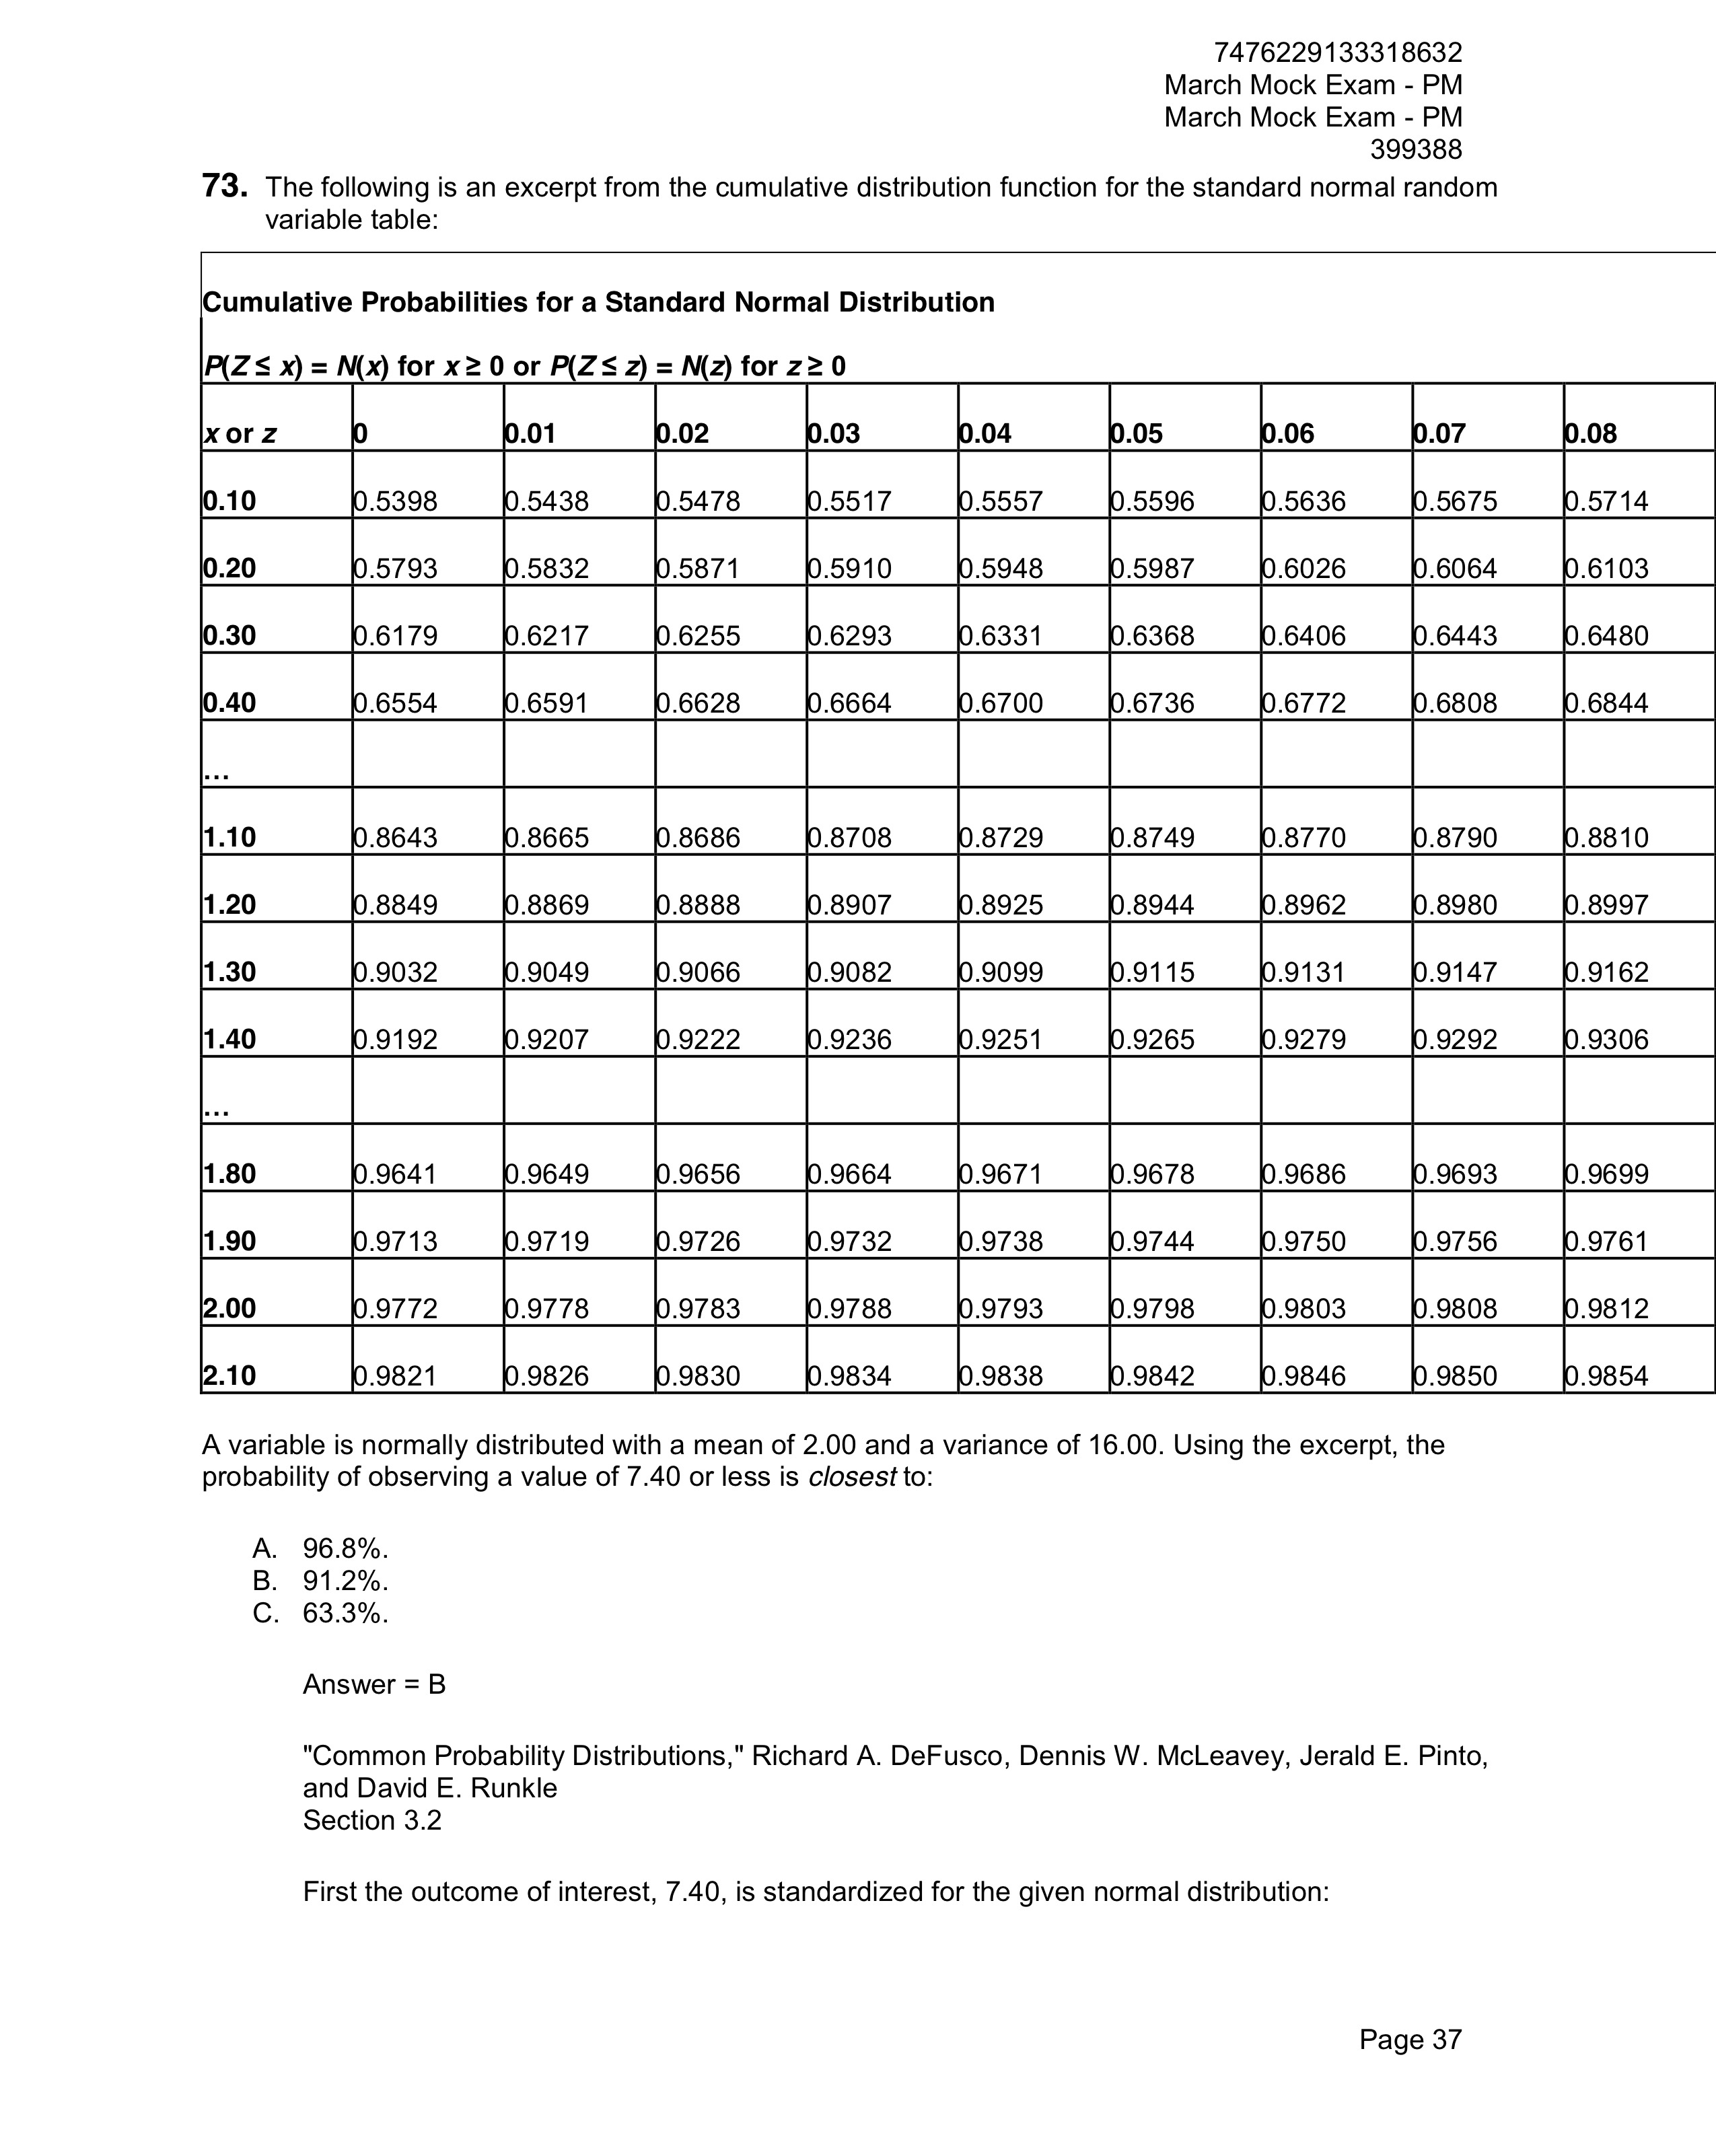 7476229133318632
March Mock Exam - PM
March Mock Exam - PM
399388
73. The following is an excerpt from the cumulative distribution function for the standard normal random
variable table:
Cumulative Probabilities for a Standard Normal Distribution
P(Z ≤ x) = N(x) for x ≥ 0 or P(Z ≤ z) = N(z) for z ≥ 0
x or z 0 0.01 0.02 0.03 0.04 0.05 0.06 0.07 0.08
0.10 0.5398 0.5438 0.5478 0.5517 0.5557 0.5596 0.5636 0.5675 0.5714
0.20 0.5793 0.5832 0.5871 0.5910 0.5948 0.5987 0.6026 0.6064 0.6103
0.30 0.6179 0.6217 0.6255 0.6293 0.6331 0.6368 0.6406 0.6443 0.6480
0.40 0.6554 0.6591 0.6628 0.6664 0.6700 0.6736 0.6772 0.6808 0.6844
...
1.10 0.8643 0.8665 0.8686 0.8708 0.8729 0.8749 0.8770 0.8790 0.8810
1.20 0.8849 0.8869 0.8888 0.8907 0.8925 0.8944 0.8962 0.8980 0.8997
1.30 0.9032 0.9049 0.9066 0.9082 0.9099 0.9115 0.9131 0.9147 0.9162
1.40 0.9192 0.9207 0.9222 0.9236 0.9251 0.9265 0.9279 0.9292 0.9306
...
1.80 0.9641 0.9649 0.9656 0.9664 0.9671 0.9678 0.9686 0.9693 0.9699
1.90 0.9713 0.9719 0.9726 0.9732 0.9738 0.9744 0.9750 0.9756 0.9761
2.00 0.9772 0.9778 0.9783 0.9788 0.9793 0.9798 0.9803 0.9808 0.9812
2.10 0.9821 0.9826 0.9830 0.9834 0.9838 0.9842 0.9846 0.9850 0.9854
A variable is normally distributed with a mean of 2.00 and a variance of 16.00. Using the excerpt, the
probability of observing a value of 7.40 or less is closest to:
A. 96.8%.
B. 91.2%.
C. 63.3%.
Answer = B
"Common Probability Distributions," Richard A. DeFusco, Dennis W. McLeavey, Jerald E. Pinto,
and David E. Runkle
Section 3.2
First the outcome of interest, 7.40, is standardized for the given normal distribution:
Page 37